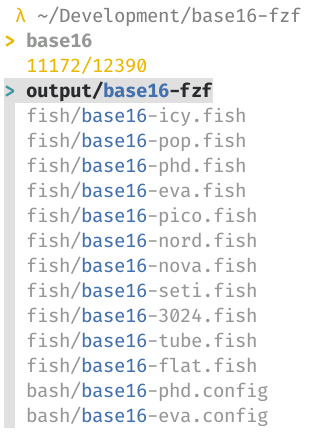 λ ~/Development/base16-fzf
> base16
11172/12390
> output/base16-fzf
fish/base16-icy.fish
fish/base16-pop.fish
fish/base16-phd.fish
fish/base16-eva.fish
fish/base16-pico.fish
fish/base16-nord.fish
fish/base16-nova.fish
fish/base16-seti.fish
fish/base16-3024.fish
fish/base16-tube.fish
fish/base16-flat.fish
bash/base16-phd.config
bash/base16-eva.config